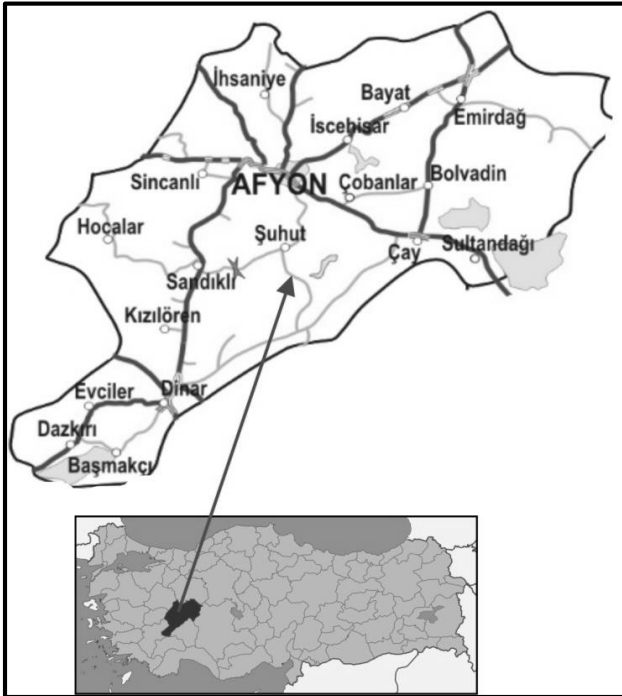 İhsaniye
Bayat
İscehisar
Emirdağ
Sincanlı
AFYON
Çobanlar
Bolvadin
Hocalar
Şuhut
Çay
Sultandağı
Sandıklı
Kızılören
Evciler
Dinar
Dazkırı
Başmakçı